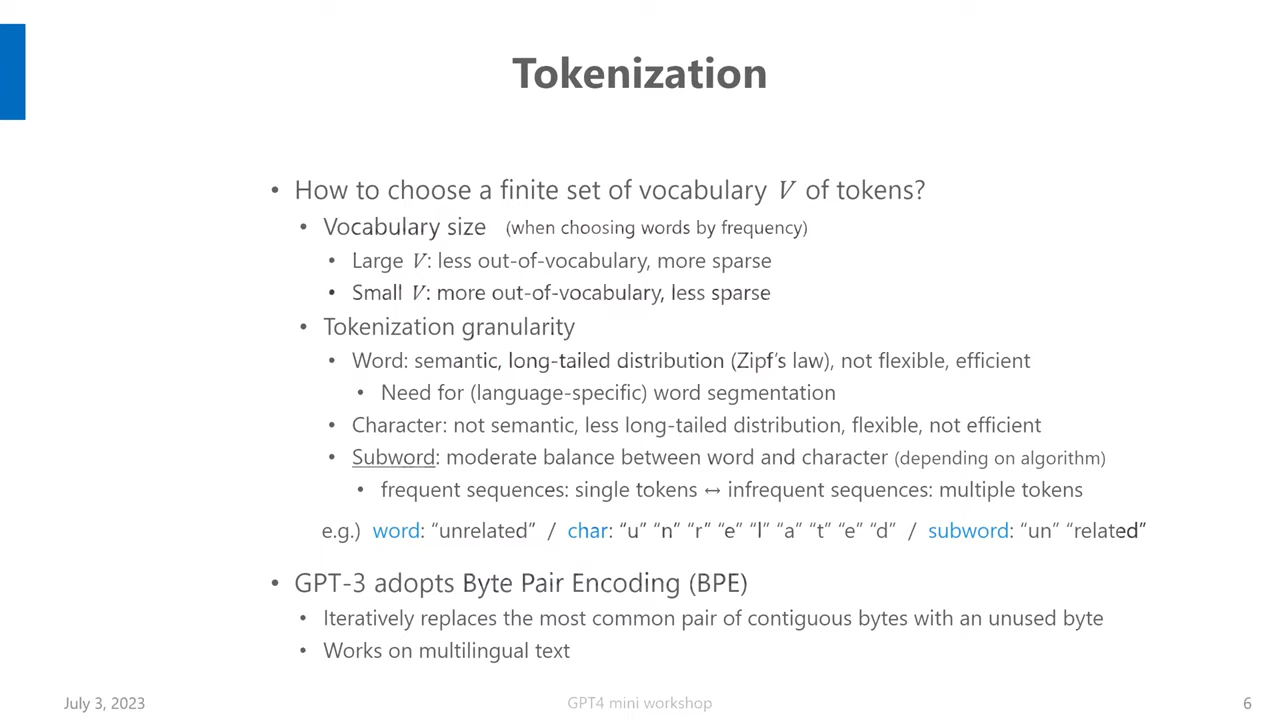 Tokenization
• How to choose a finite set of vocabulary V of tokens?
• Vocabulary size (when choosing words by frequency)
• Large V: less out-of-vocabulary, more sparse
• Small V: more out-of-vocabulary, less sparse
• Tokenization granularity
• Word: semantic, long-tailed distribution (Zipf's law), not flexible, efficient
• Need for (language-specific) word segmentation
• Character: not semantic, less long-tailed distribution, flexible, not efficient
• Subword: moderate balance between word and character (depending on algorithm)
• frequent sequences: single tokens ↔ infrequent sequences: multiple tokens
e.g.) word: “unrelated” / char: “u” “n” “r” “e” “l” “a” “t” “e” “d” / subword: “un” “related”
• GPT-3 adopts Byte Pair Encoding (BPE)
• Iteratively replaces the most common pair of contiguous bytes with an unused byte
• Works on multilingual text
July 3, 2023 GPT4 mini workshop 6